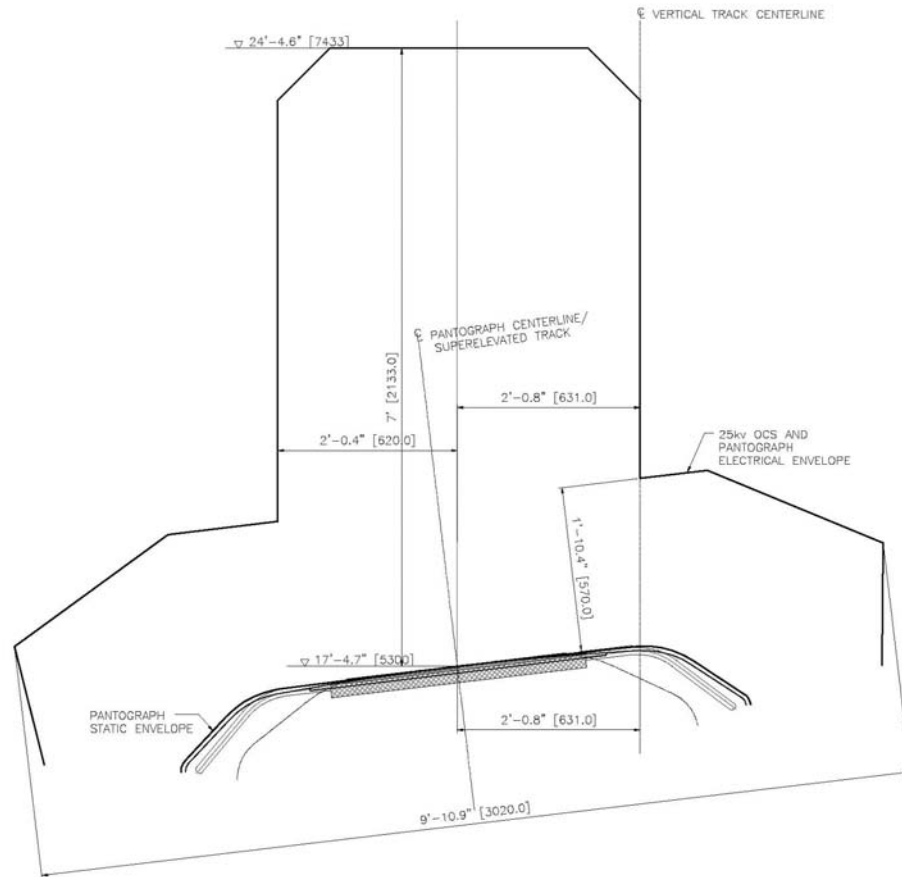 ℄ VERTICAL TRACK CENTERLINE
24'-4.6" [7433]
℄ PANTOGRAPH CENTERLINE/
SUPERELEVATED TRACK
7' [2133.0]
2'-0.8" [631.0]
2'-0.4" [620.0]
25kv OCS AND
PANTOGRAPH
ELECTRICAL ENVELOPE
1'-10.4" [570.0]
17'-4.7" [5300]
PANTOGRAPH
STATIC ENVELOPE
2'-0.8" [631.0]
9'-10.9" [3020.0]